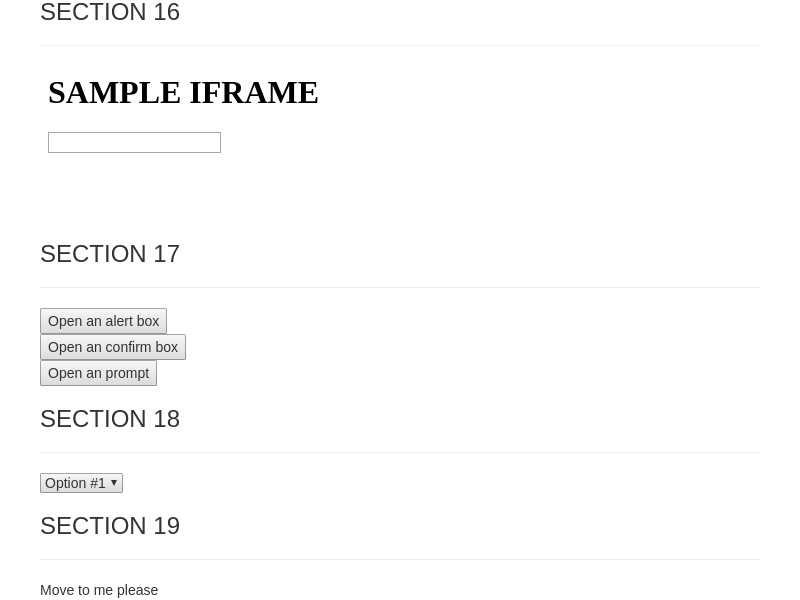 SECTION 16
SAMPLE IFRAME
SECTION 17
Open an alert box
Open an confirm box
Open an prompt
SECTION 18
Option #1
SECTION 19
Move to me please